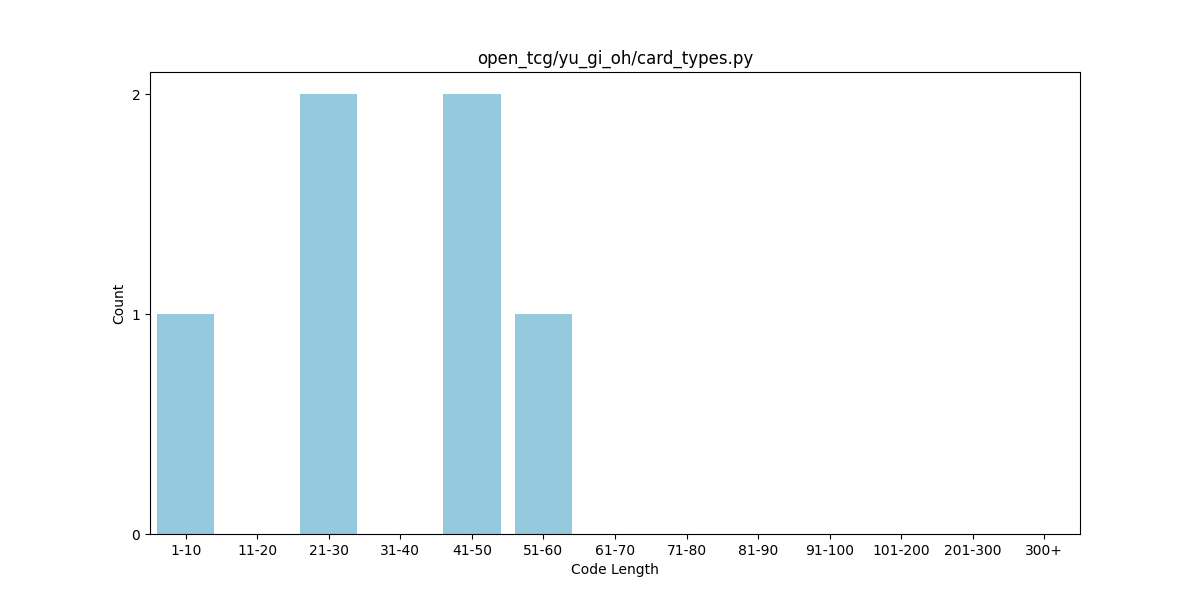 open_tcg/yu_gi_oh/card_types.py
Count
2
1
0
1-10 11-20 21-30 31-40 41-50 51-60 61-70 71-80 81-90 91-100 101-200 201-300 300+
Code Length